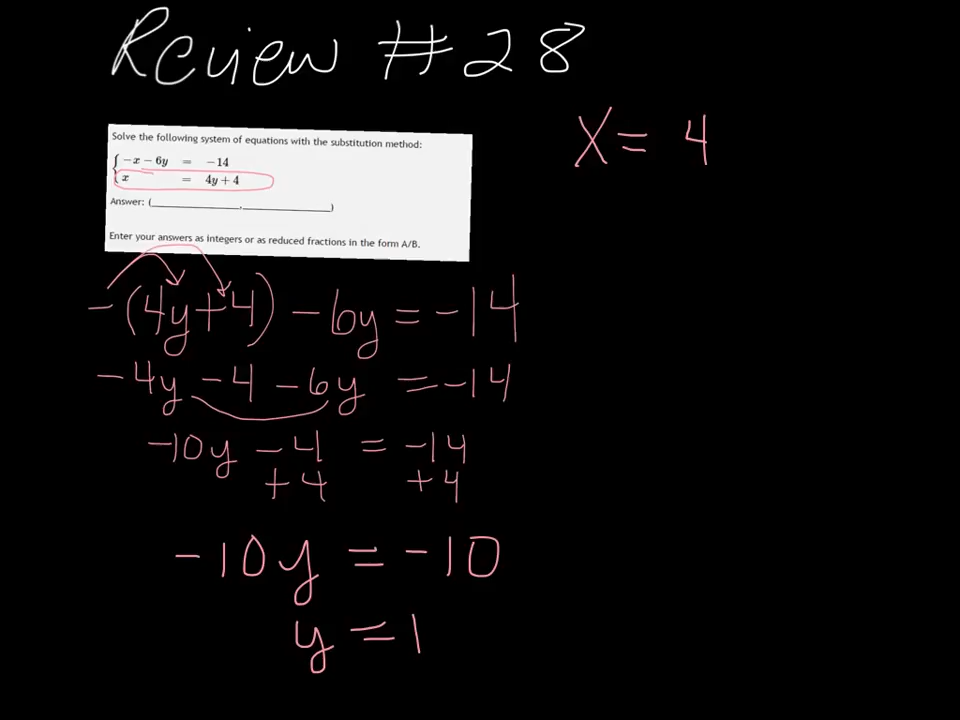 Review #28
Solve the following system of equations with the substitution method:
−x − 6y = −14
x = 4y + 4
Answer: (____________,____________)
Enter your answers as integers or as reduced fractions in the form A/B.
X = 4
-(4y+4) - 6y = -14
-4y - 4 - 6y = -14
-10y - 4 = -14
+4 +4
-10y = -10
y = 1